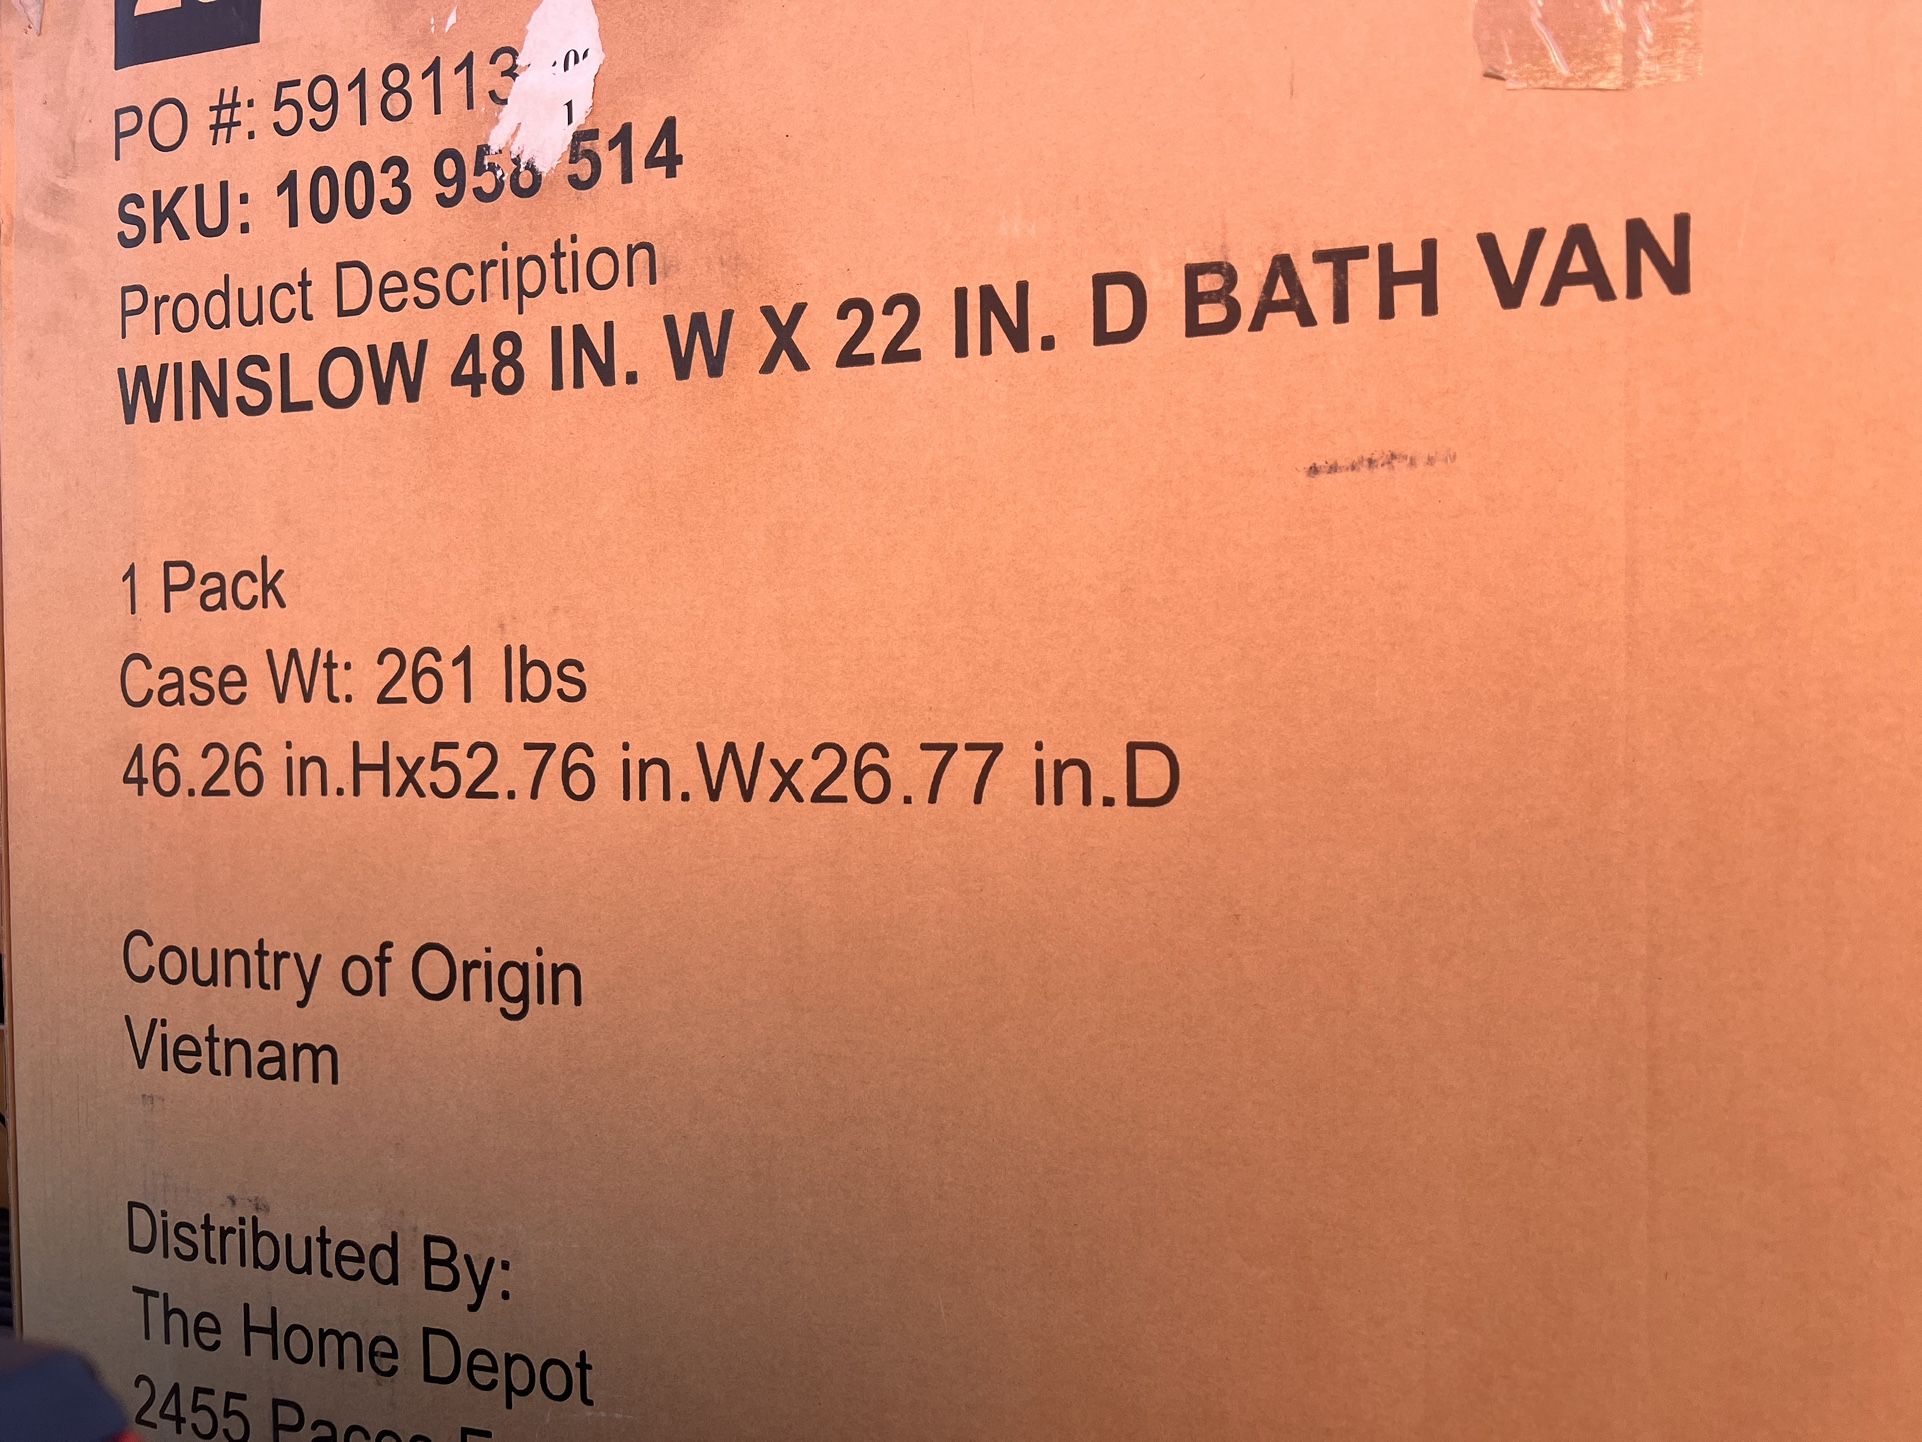 PO #: 5918113
SKU: 1003 958 514
Product Description
WINSLOW 48 IN. W X 22 IN. D BATH VAN
1 Pack
Case Wt: 261 lbs
46.26 in.Hx52.76 in.Wx26.77 in.D
Country of Origin
Vietnam
Distributed By:
The Home Depot
2455